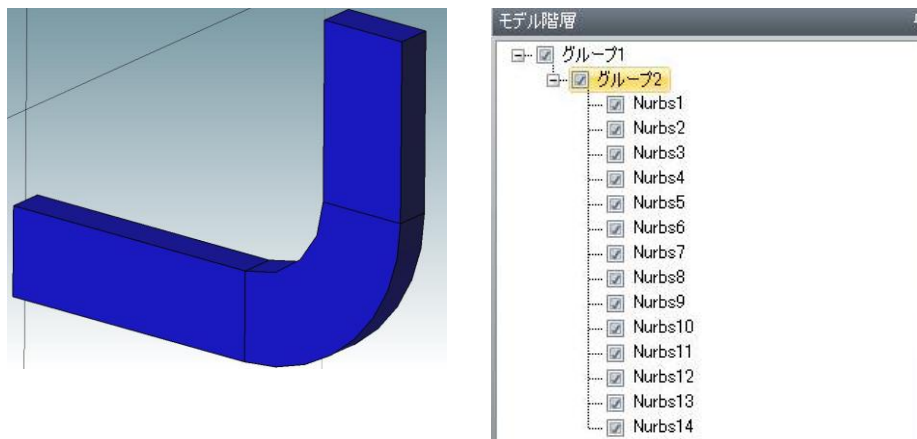 モデル階層
グループ1
グループ2
Nurbs1
Nurbs2
Nurbs3
Nurbs4
Nurbs5
Nurbs6
Nurbs7
Nurbs8
Nurbs9
Nurbs10
Nurbs11
Nurbs12
Nurbs13
Nurbs14